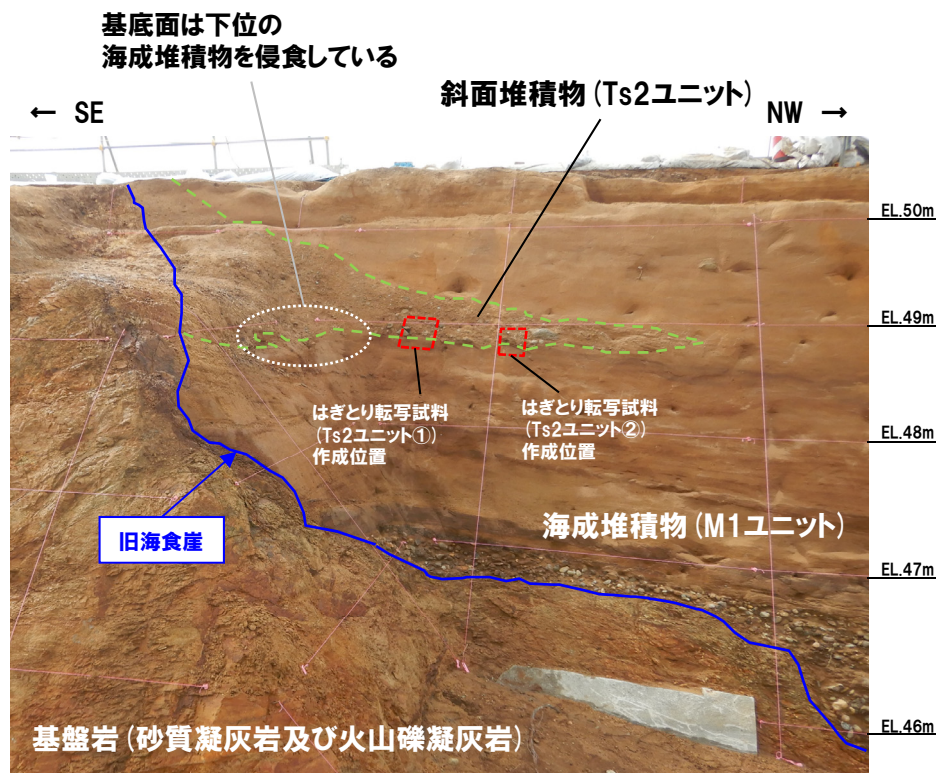 基底面は下位の
海成堆積物を侵食している
斜面堆積物(Ts2ユニット)
← SE
NW →
EL.50m
EL.49m
はぎとり転写試料
(Ts2ユニット①)
作成位置
はぎとり転写試料
(Ts2ユニット②)
作成位置
EL.48m
海成堆積物(M1ユニット)
旧海食崖
EL.47m
EL.46m
基盤岩(砂質凝灰岩及び火山礫凝灰岩)